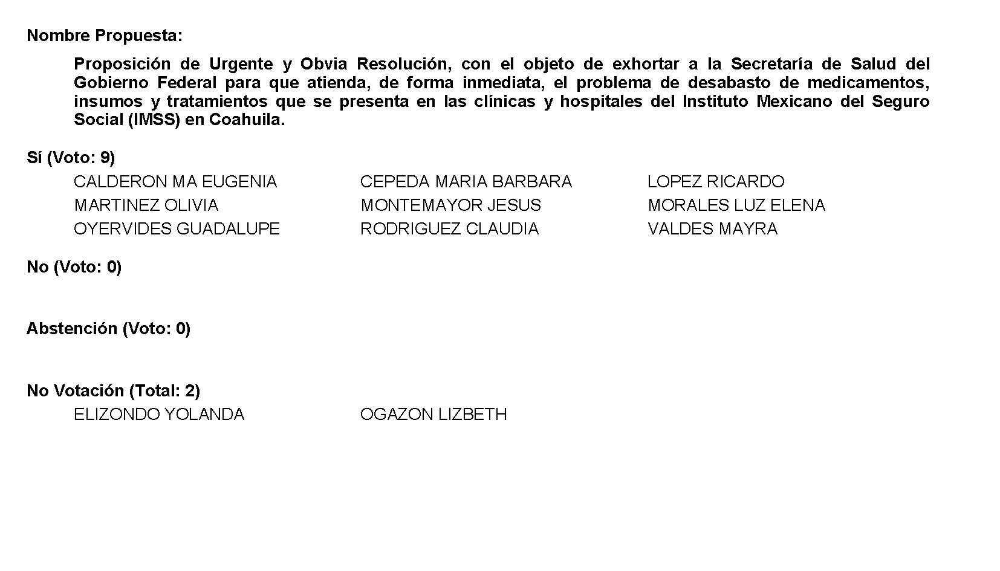 Nombre Propuesta:
Proposición de Urgente y Obvia Resolución, con el objeto de exhortar a la Secretaría de Salud del
Gobierno Federal para que atienda, de forma inmediata, el problema de desabasto de medicamentos,
insumos y tratamientos que se presenta en las clínicas y hospitales del Instituto Mexicano del Seguro
Social (IMSS) en Coahuila.
Sí (Voto: 9)
CALDERON MA EUGENIA CEPEDA MARIA BARBARA LOPEZ RICARDO
MARTINEZ OLIVIA MONTEMAYOR JESUS MORALES LUZ ELENA
OYERVIDES GUADALUPE RODRIGUEZ CLAUDIA VALDES MAYRA
No (Voto: 0)
Abstención (Voto: 0)
No Votación (Total: 2)
ELIZONDO YOLANDA OGAZON LIZBETH